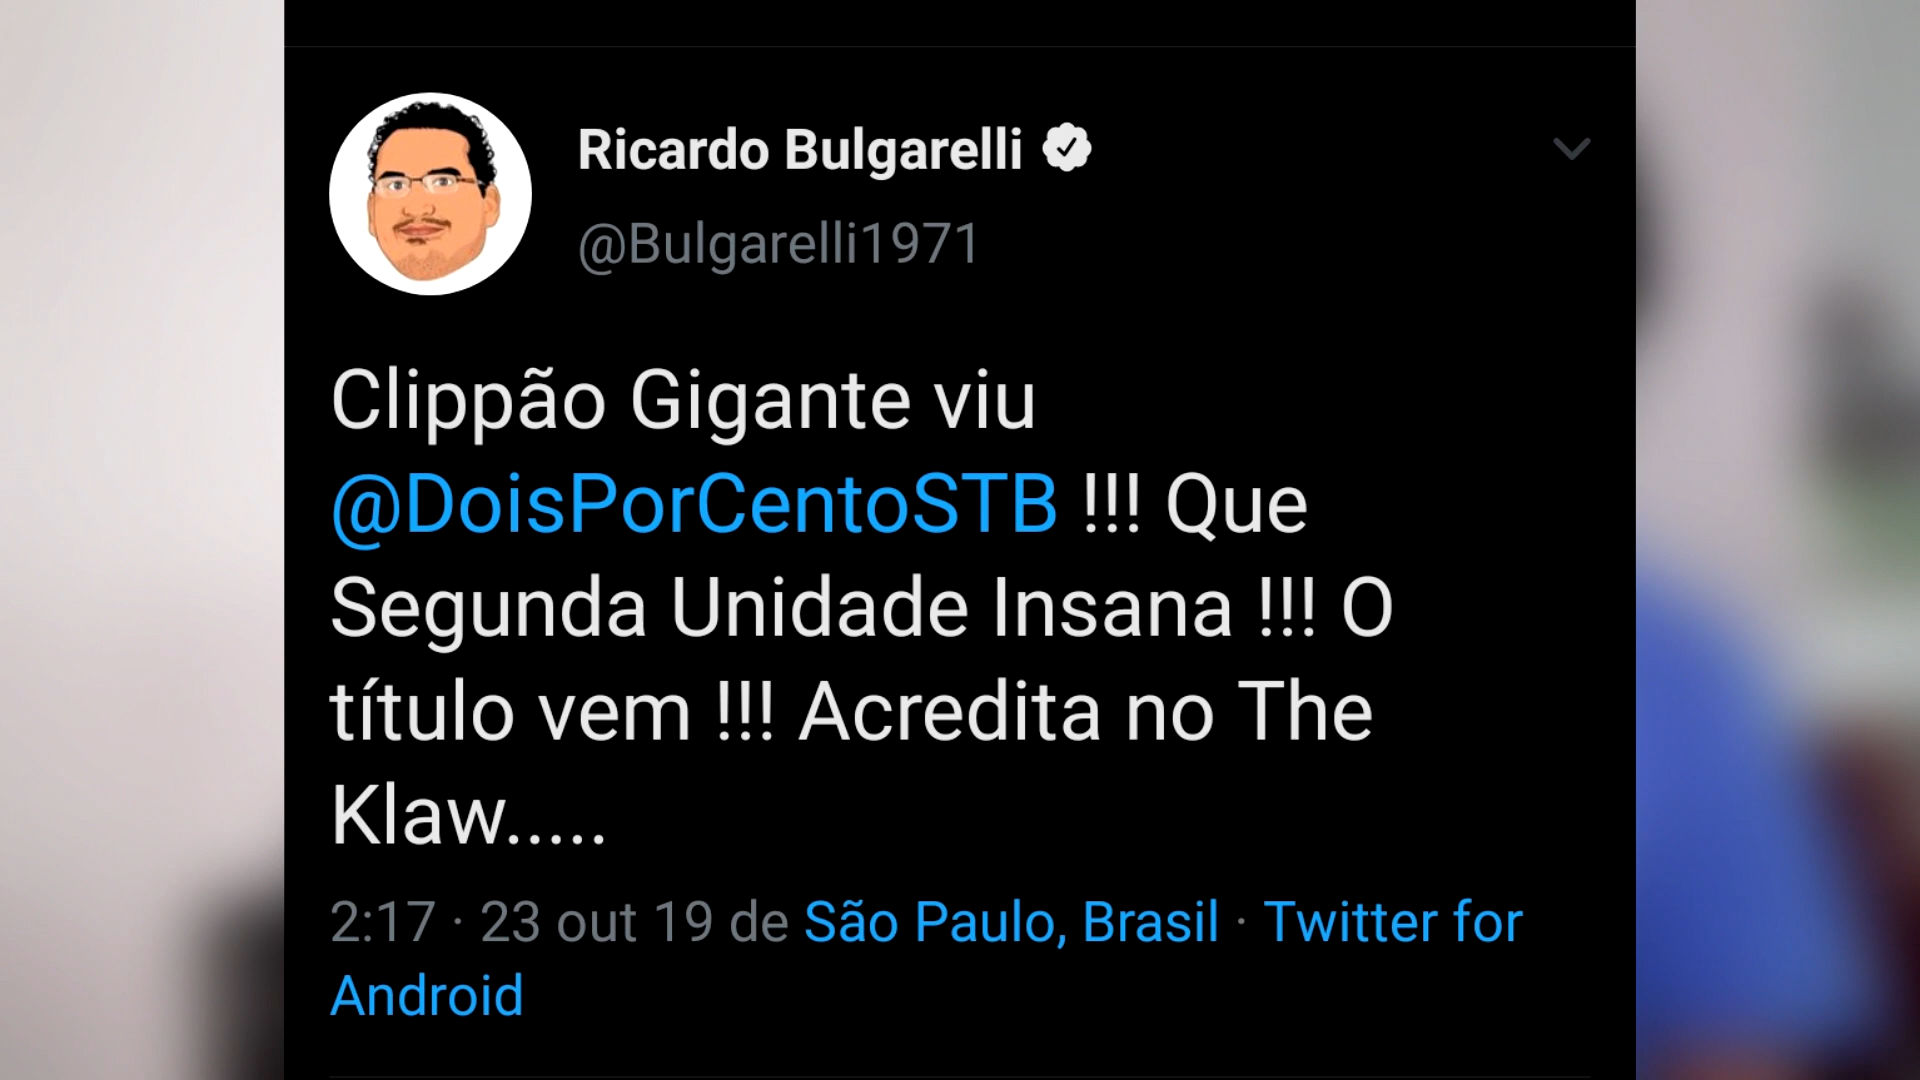 Ricardo Bulgarelli
@Bulgarelli1971
Clippão Gigante viu
@DoisPorCentoSTB !!! Que
Segunda Unidade Insana !!! O
título vem !!! Acredita no The
Klaw.....
2:17 · 23 out 19 de São Paulo, Brasil · Twitter for
Android